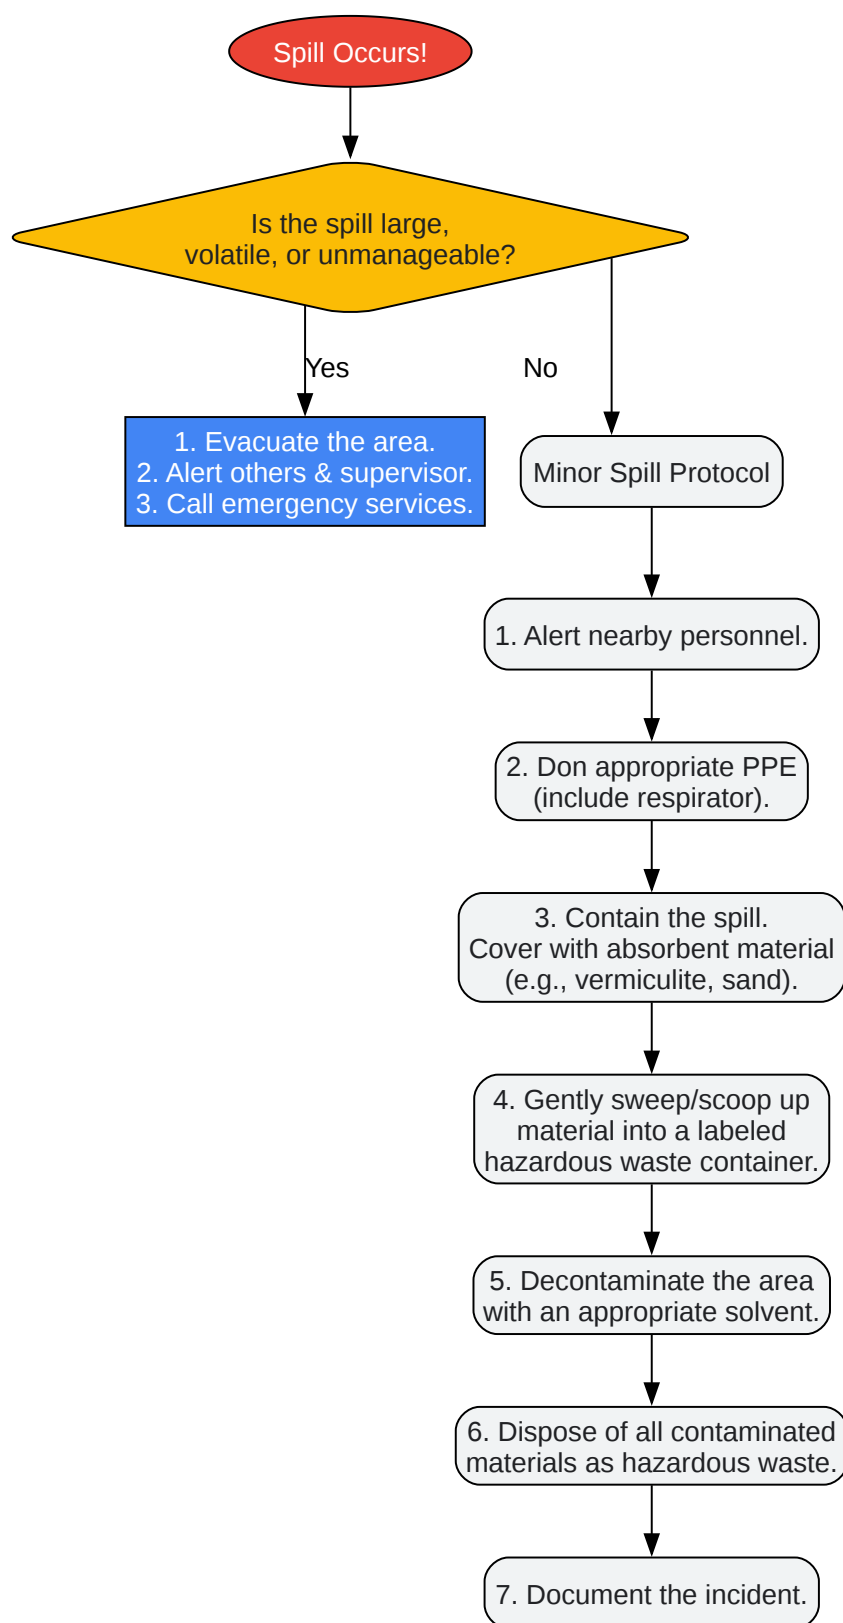 Spill Occurs!
Is the spill large,
volatile, or unmanageable?
Yes
No
1. Evacuate the area.
2. Alert others & supervisor.
3. Call emergency services.
Minor Spill Protocol
1. Alert nearby personnel.
2. Don appropriate PPE
(include respirator).
3. Contain the spill.
Cover with absorbent material
(e.g., vermiculite, sand).
4. Gently sweep/scoop up
material into a labeled
hazardous waste container.
5. Decontaminate the area
with an appropriate solvent.
6. Dispose of all contaminated
materials as hazardous waste.
7. Document the incident.